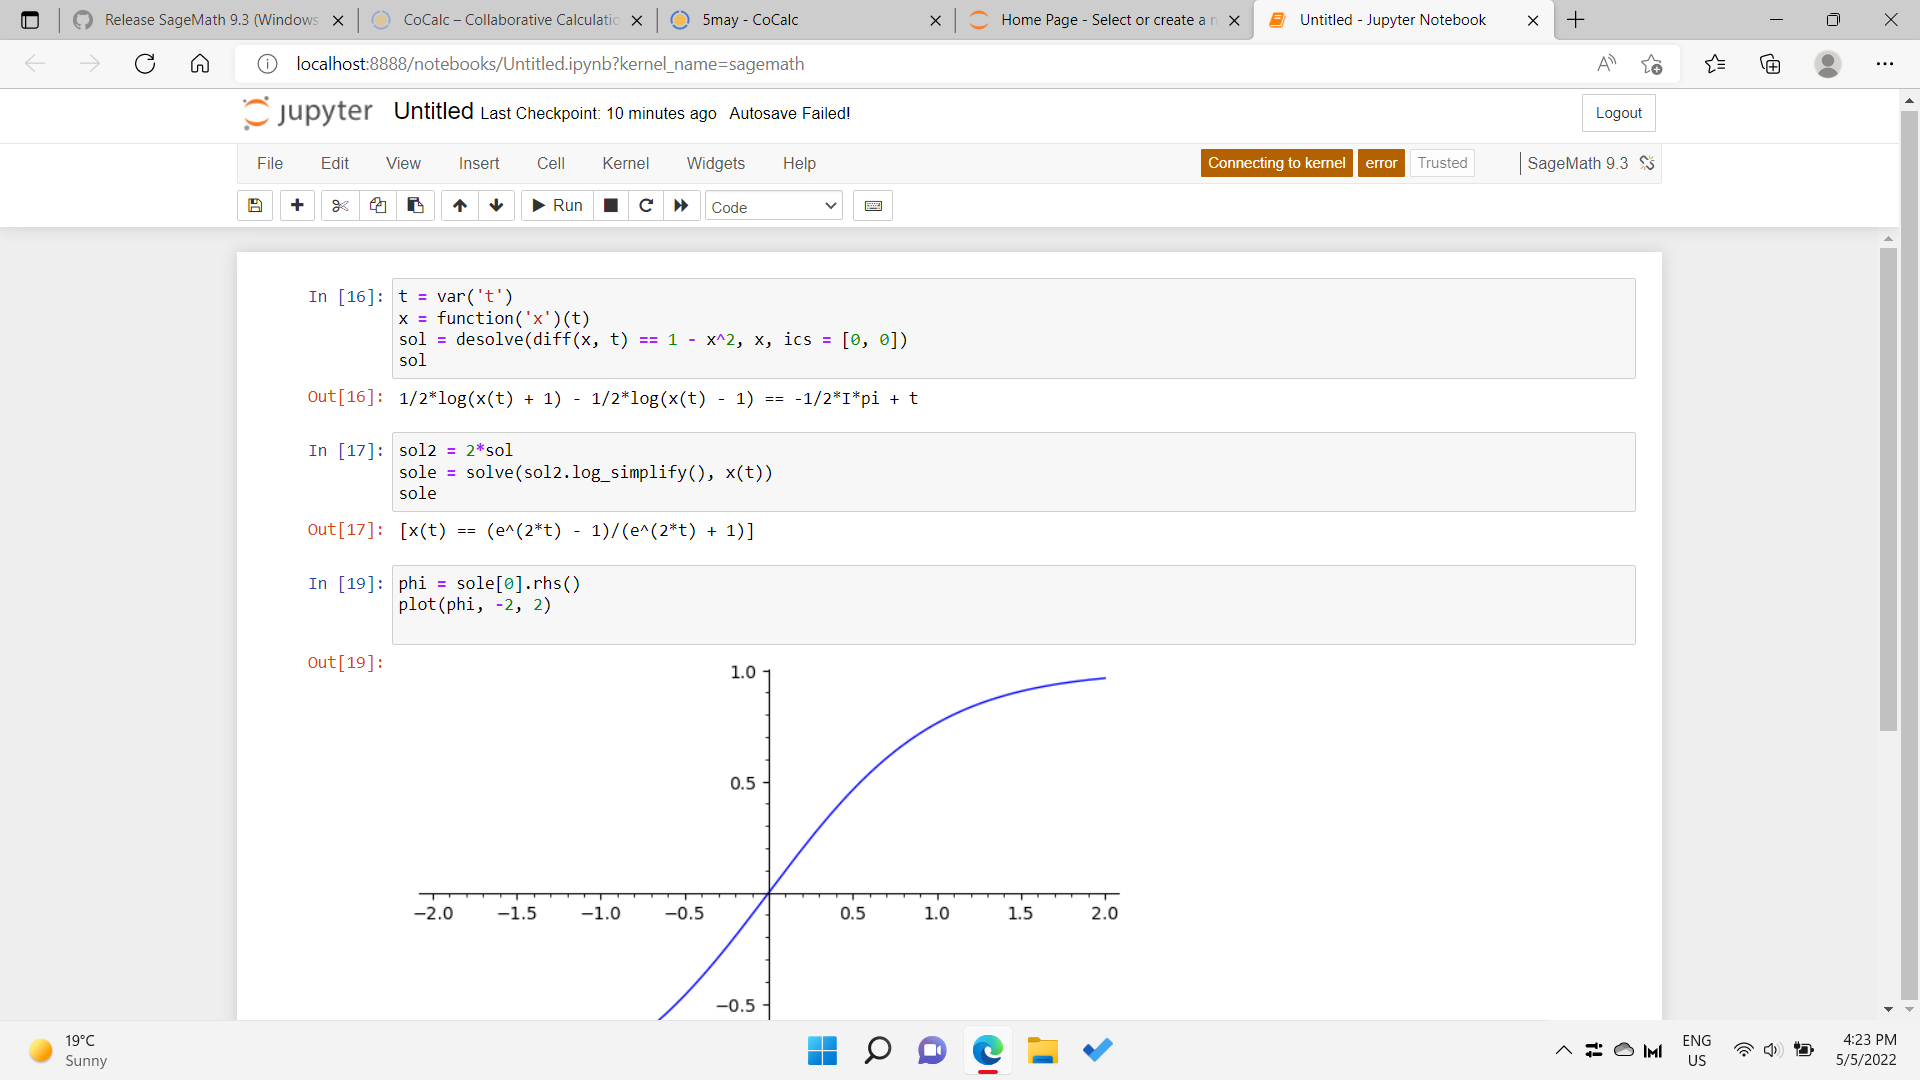 Release SageMath 9.3 (Windows
CoCalc – Collaborative Calculatio
5may - CoCalc
Home Page - Select or create a n
Untitled - Jupyter Notebook
localhost:8888/notebooks/Untitled.ipynb?kernel_name=sagemath
jupyter Untitled Last Checkpoint: 10 minutes ago Autosave Failed!
Logout
File Edit View Insert Cell Kernel Widgets Help
Connecting to kernel error Trusted SageMath 9.3
Run Code
In [16]: t = var('t')
x = function('x')(t)
sol = desolve(diff(x, t) == 1 - x^2, x, ics = [0, 0])
sol
Out[16]: 1/2*log(x(t) + 1) - 1/2*log(x(t) - 1) == -1/2*I*pi + t
In [17]: sol2 = 2*sol
sole = solve(sol2.log_simplify(), x(t))
sole
Out[17]: [x(t) == (e^(2*t) - 1)/(e^(2*t) + 1)]
In [19]: phi = sole[0].rhs()
plot(phi, -2, 2)
Out[19]:
1.0
0.5
−2.0 −1.5 −1.0 −0.5 0.5 1.0 1.5 2.0
−0.5
19°C
Sunny
ENG
US
4:23 PM
5/5/2022